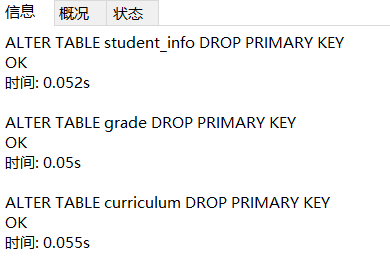 信息 概况 状态
ALTER TABLE student_info DROP PRIMARY KEY
OK
时间: 0.052s
ALTER TABLE grade DROP PRIMARY KEY
OK
时间: 0.05s
ALTER TABLE curriculum DROP PRIMARY KEY
OK
时间: 0.055s